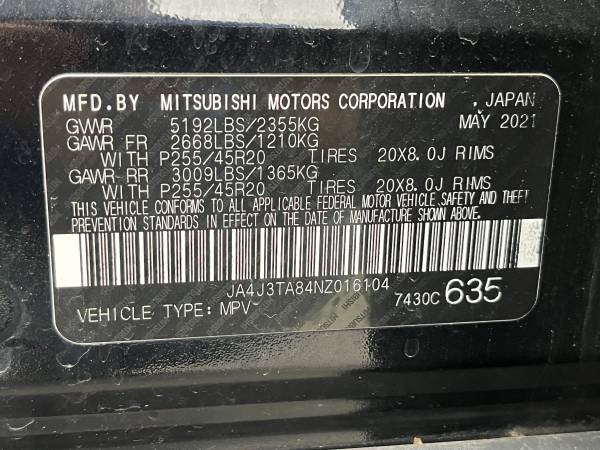 MFD.BY MITSUBISHI MOTORS CORPORATION , JAPAN
GVWR 5192LBS/2355KG MAY 2021
GAWR FR 2668LBS/1210KG
WITH P255/45R20 TIRES 20X8.0J RIMS
GAWR RR 3009LBS/1365KG
WITH P255/45R20 TIRES 20X8.0J RIMS
THIS VEHICLE CONFORMS TO ALL APPLICABLE FEDERAL MOTOR VEHICLE SAFETY AND THEFT
PREVENTION STANDARDS IN EFFECT ON THE DATE OF MANUFACTURE SHOWN ABOVE.
JA4J3TA84NZ016104
VEHICLE TYPE: MPV 7430C 635